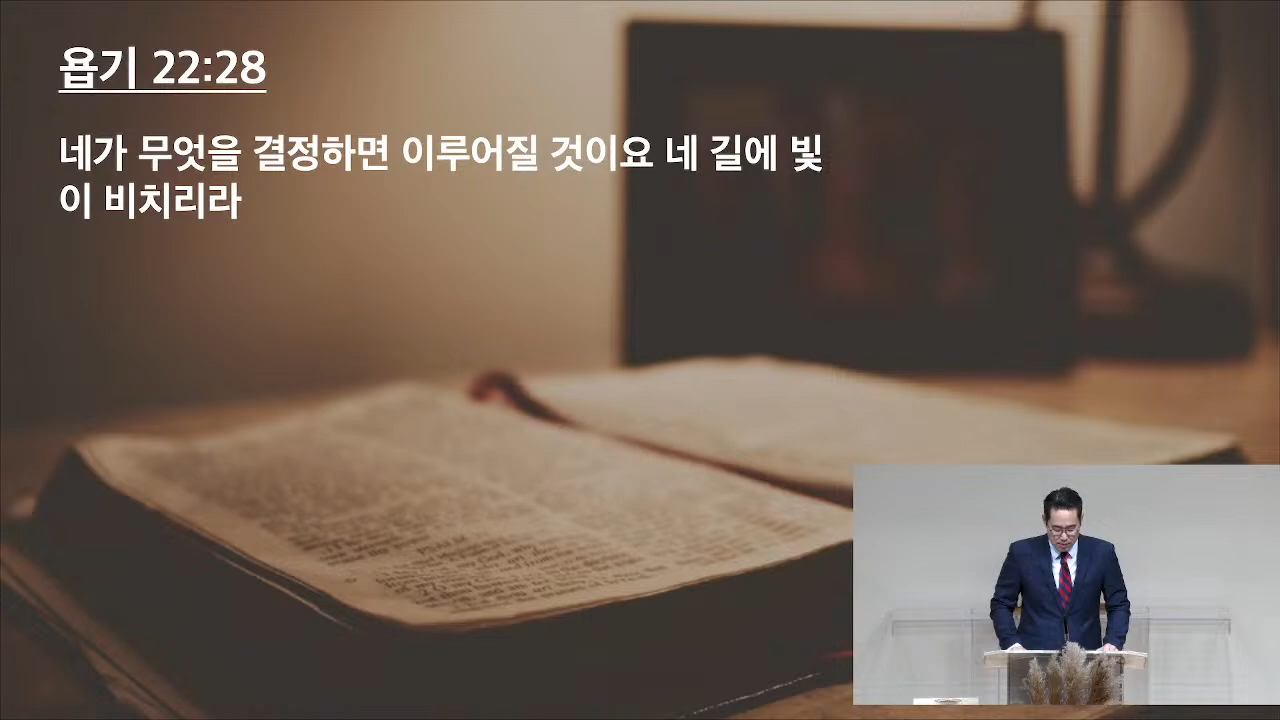 욥기 22:28
네가 무엇을 결정하면 이루어질 것이요 네 길에 빛
이 비치리라